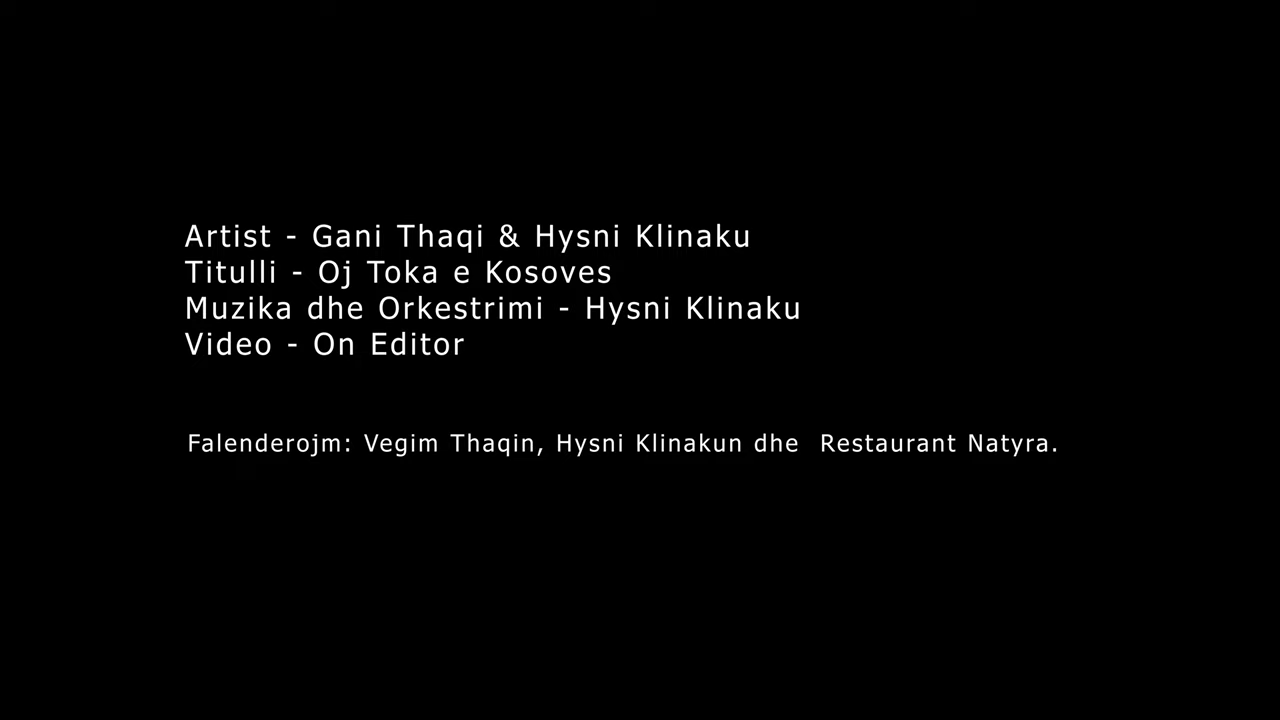 Artist - Gani Thaqi & Hysni Klinaku
Titulli - Oj Toka e Kosoves
Muzika dhe Orkestrimi - Hysni Klinaku
Video - On Editor
Falenderojm: Vegim Thaqin, Hysni Klinakun dhe  Restaurant Natyra.